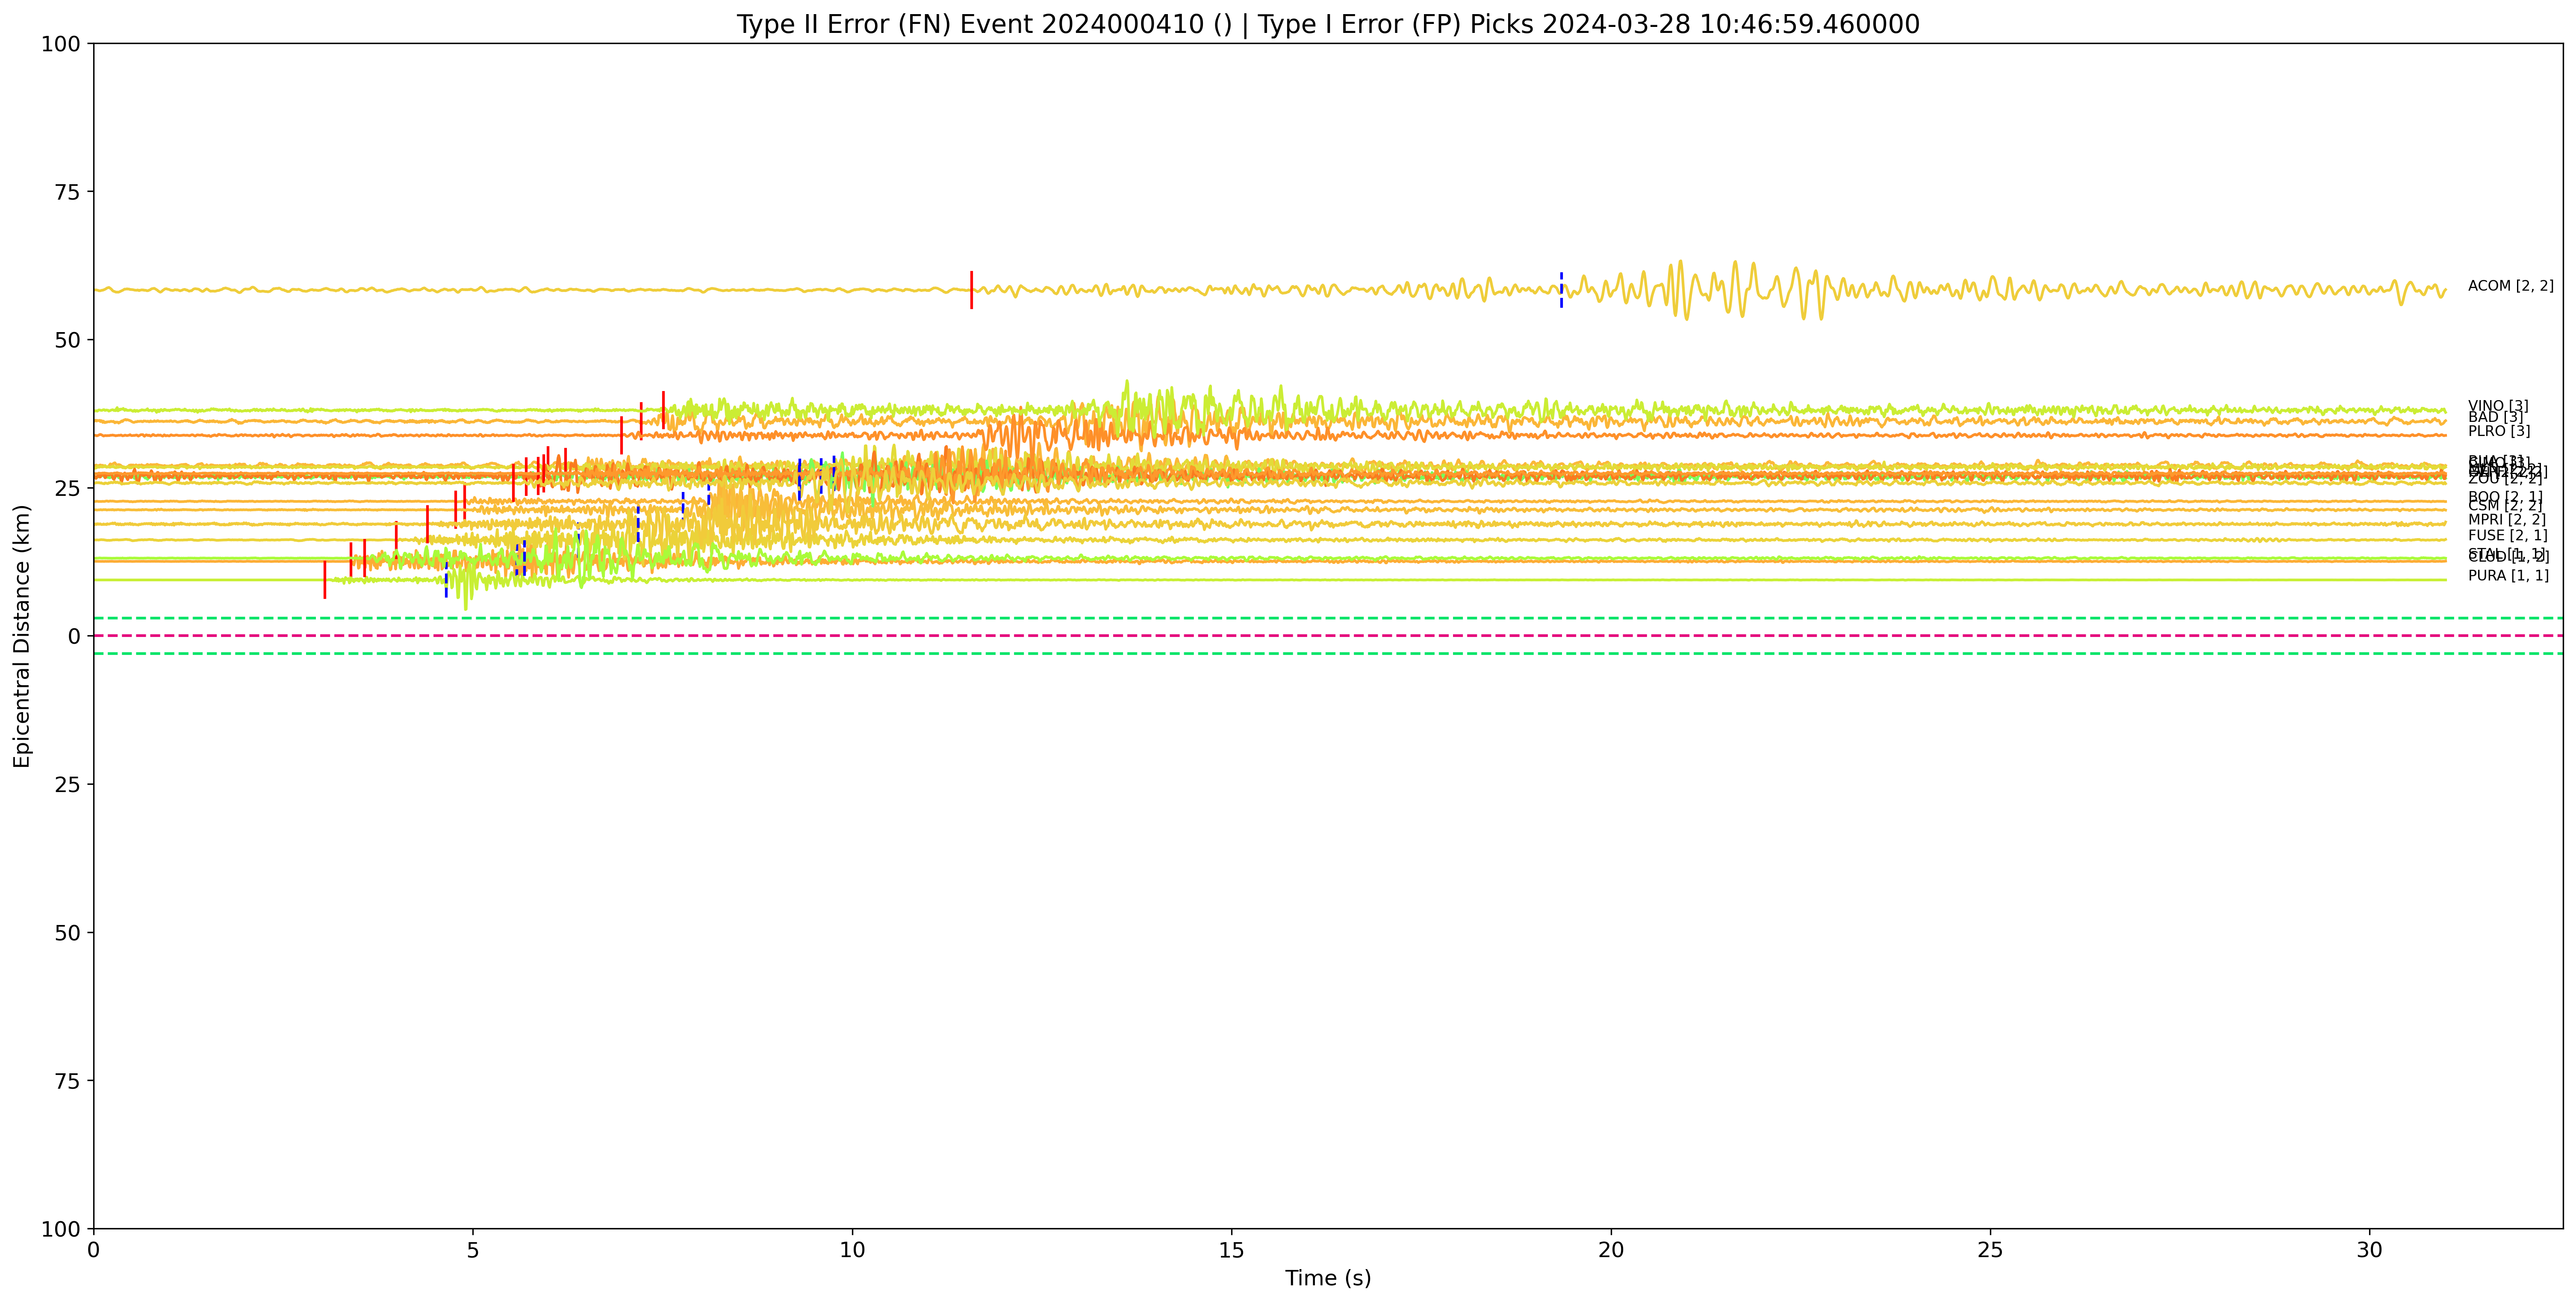 Type II Error (FN) Event 2024000410 () | Type I Error (FP) Picks 2024-03-28 10:46:59.460000
100
75
50
25
0
25
50
75
100
Epicentral Distance (km)
ACOM [2, 2]
VINO [3]
BAD [3]
PLRO [3]
ZOU [2, 2]
BOO [2, 1]
CSM [2, 2]
MPRI [2, 2]
FUSE [2, 1]
PURA [1, 1]
0
5
10
15
20
25
30
Time (s)